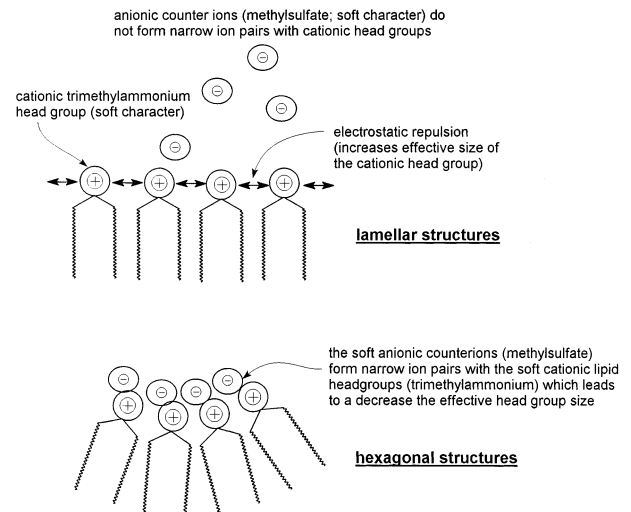 anionic counter ions (methylsulfate; soft character) do
not form narrow ion pairs with cationic head groups
cationic trimethylammonium
head group (soft character)
electrostatic repulsion
(increases effective size of
the cationic head group)
lamellar structures
the soft anionic counterions (methylsulfate)
form narrow ion pairs with the soft cationic lipid
headgroups (trimethylammonium) which leads
to a decrease the effective head group size
hexagonal structures